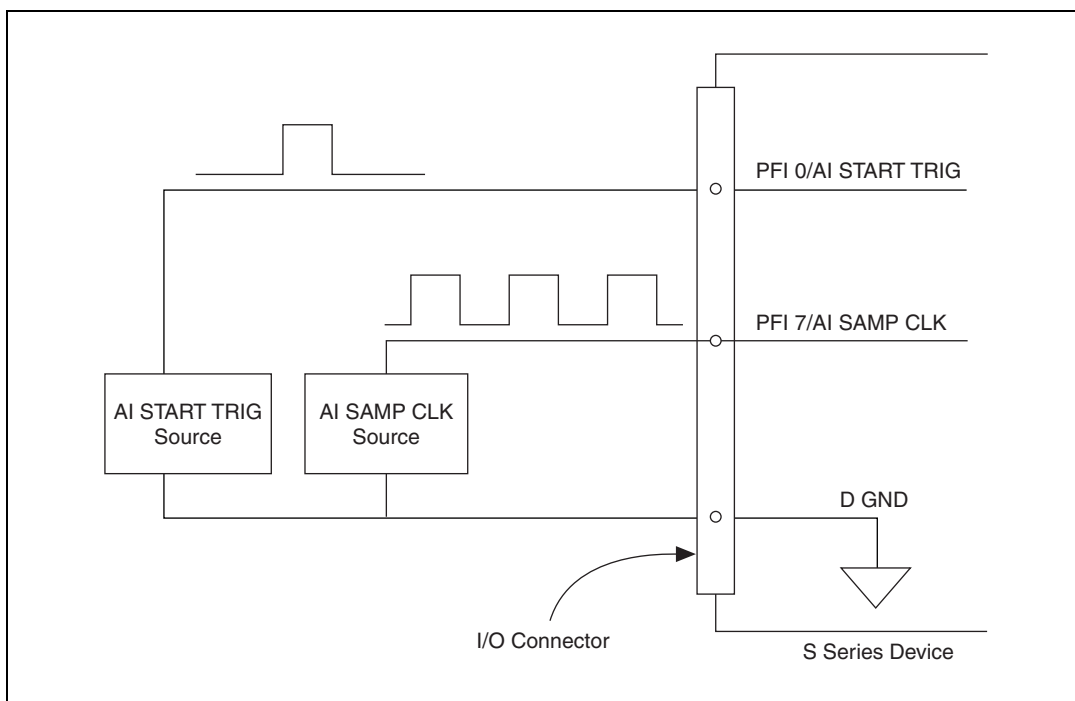 PFI 0/AI START TRIG
PFI 7/AI SAMP CLK
AI START TRIG
Source
AI SAMP CLK
Source
D GND
I/O Connector
S Series Device